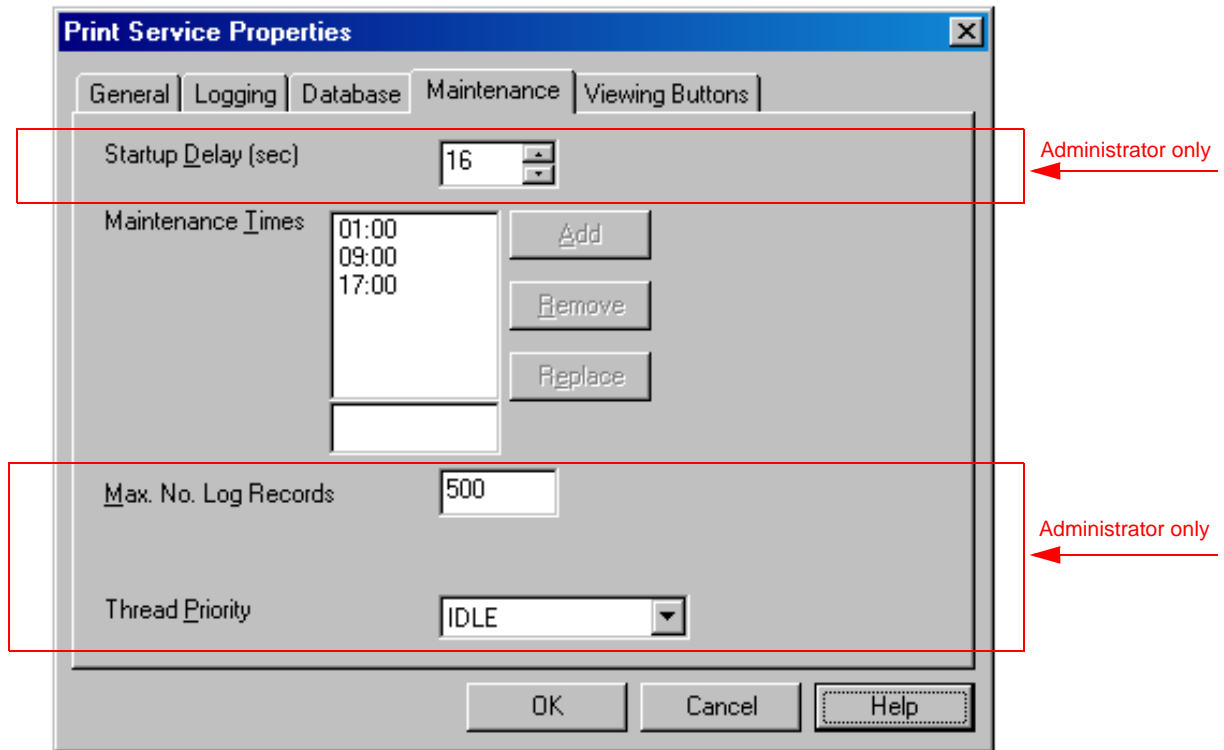 Print Service Properties
General Logging Database Maintenance Viewing Buttons
Startup Delay (sec) 16
Administrator only
Maintenance Times
01:00
09:00
17:00
Add
Remove
Replace
Max. No. Log Records 500
Administrator only
Thread Priority IDLE
OK Cancel Help